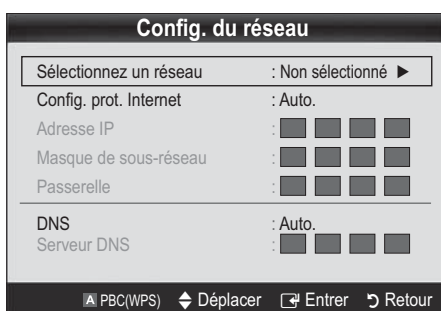 Config. du réseau
Sélectionnez un réseau : Non sélectionné ►
Config. prot. Internet : Auto.
Adresse IP :
Masque de sous-réseau :
Passerelle :
DNS : Auto.
Serveur DNS :
A PBC(WPS) Déplacer Entrer Retour